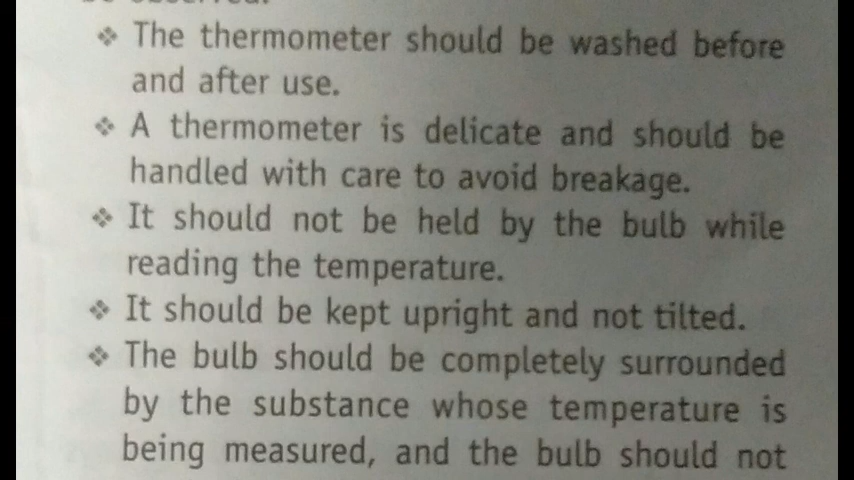 ❖ The thermometer should be washed before
and after use.
❖ A thermometer is delicate and should be
handled with care to avoid breakage.
❖ It should not be held by the bulb while
reading the temperature.
❖ It should be kept upright and not tilted.
❖ The bulb should be completely surrounded
by the substance whose temperature is
being measured, and the bulb should not